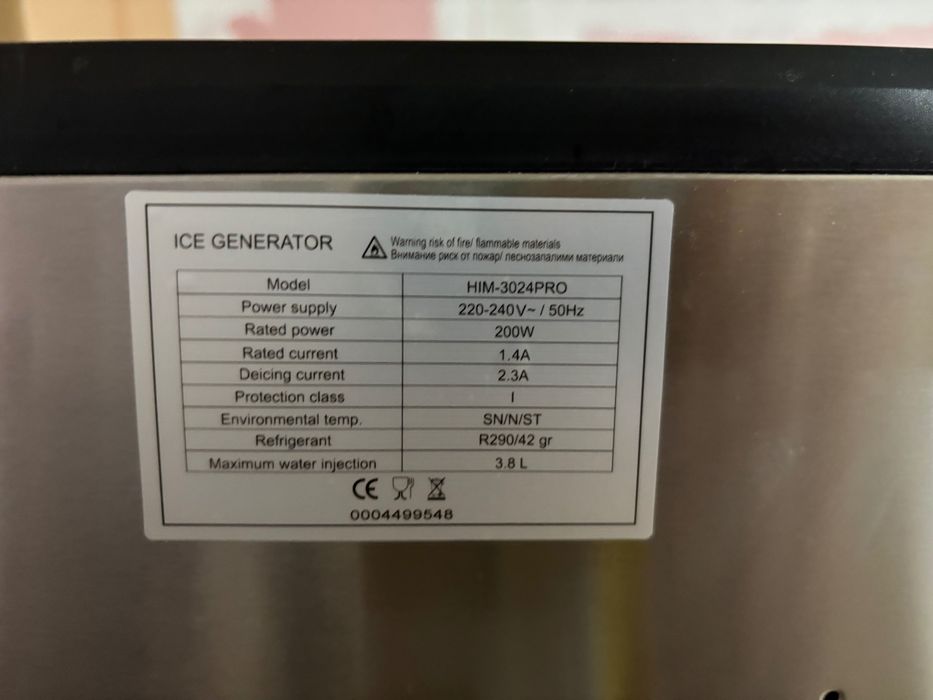 ICE GENERATOR
Warning risk of fire/ flammable materials
Внимание риск от пожар/ леснозапалими материали
Model HIM-3024PRO
Power supply 220-240V~ / 50Hz
Rated power 200W
Rated current 1.4A
Deicing current 2.3A
Protection class I
Environmental temp. SN/N/ST
Refrigerant R290/42 gr
Maximum water injection 3.8 L
CE
0004499548